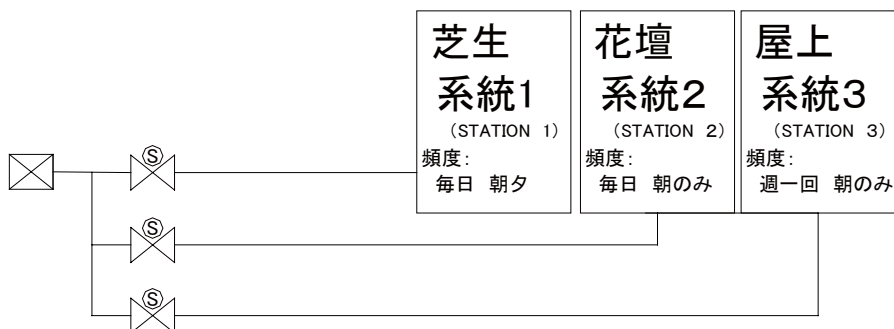 芝生
系統1
(STATION 1)
頻度:
毎日 朝夕
花壇
系統2
(STATION 2)
頻度:
毎日 朝のみ
屋上
系統3
(STATION 3)
頻度:
週一回 朝のみ
S
S
S